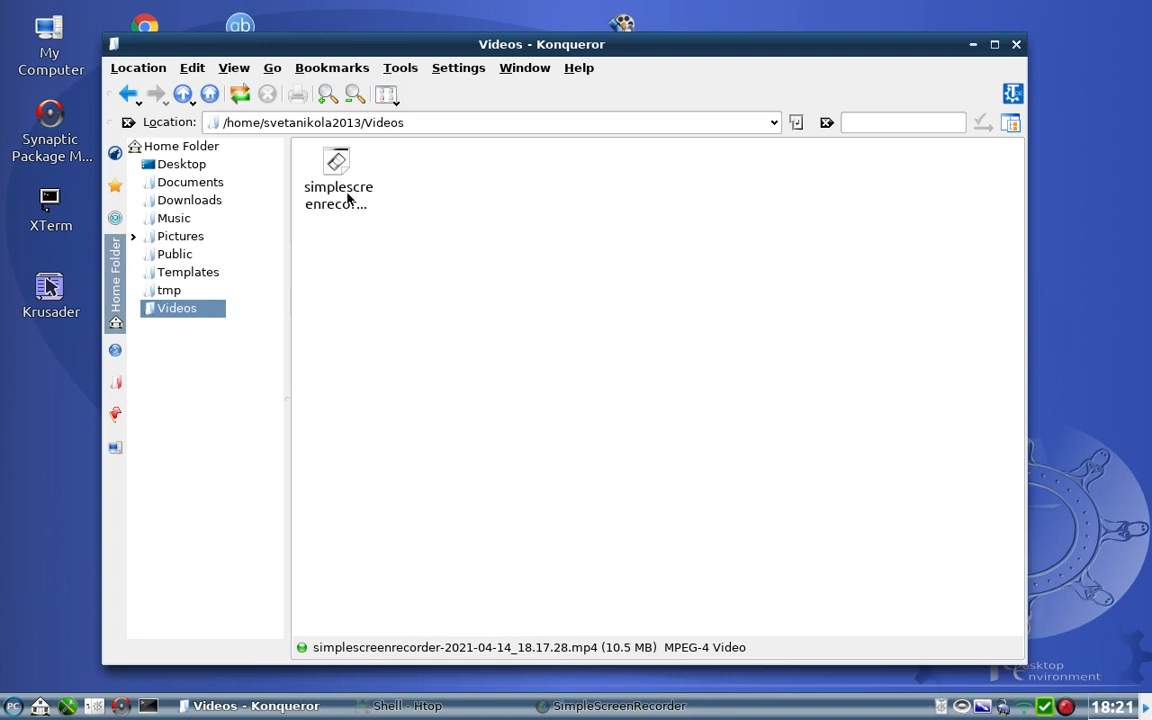 My
Computer
ab
Synaptic
Package M...
XTerm
Krusader
Videos - Konqueror
Location Edit View Go Bookmarks Tools Settings Window Help
Location: /home/svetanikola2013/Videos
Home Folder
Home Folder
Desktop
Documents
Downloads
Music
Pictures
Public
Templates
tmp
Videos
simplescre
enrecor...
simplescreenrecorder-2021-04-14_18.17.28.mp4 (10.5 MB) MPEG-4 Video
PC Videos - Konqueror Shell - Htop SimpleScreenRecorder 18:21